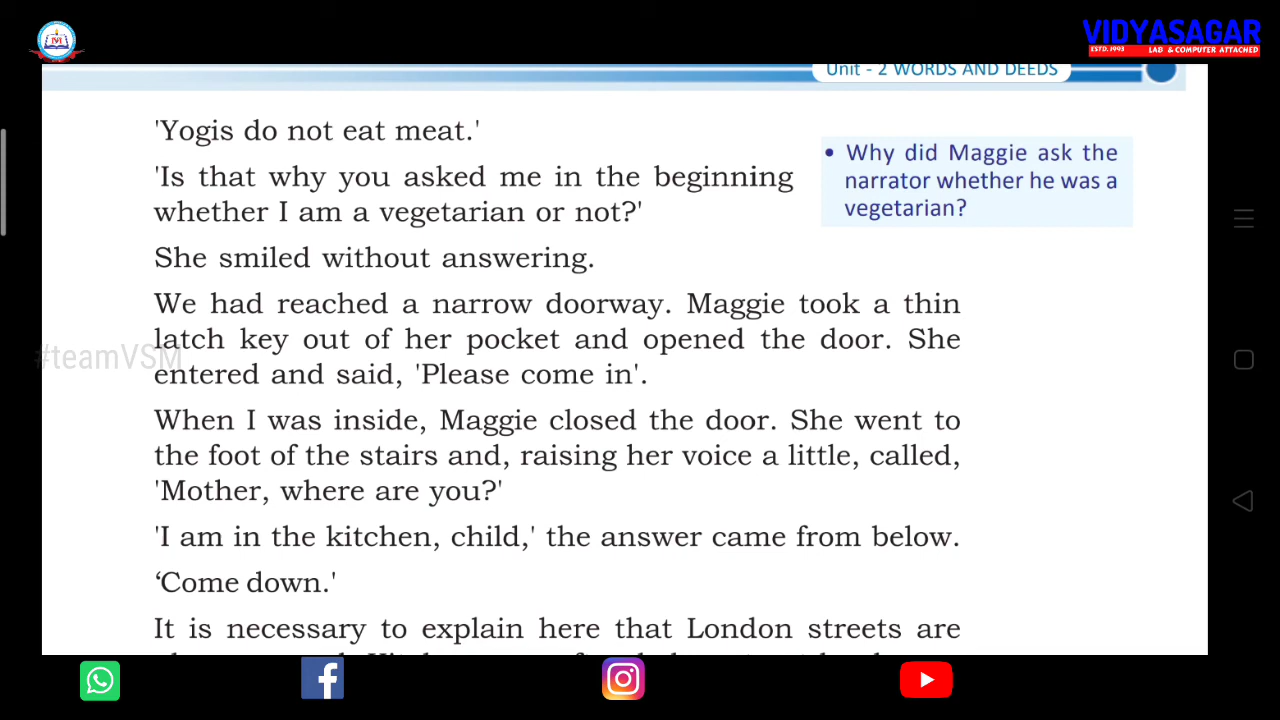 VIDYASAGAR
ESTD. 1993 LAB & COMPUTER ATTACHED
Unit - 2 WORDS AND DEEDS
'Yogis do not eat meat.'
'Is that why you asked me in the beginning
whether I am a vegetarian or not?'
• Why did Maggie ask the
narrator whether he was a
vegetarian?
She smiled without answering.
We had reached a narrow doorway. Maggie took a thin
latch key out of her pocket and opened the door. She
entered and said, 'Please come in'.
#teamVSM
When I was inside, Maggie closed the door. She went to
the foot of the stairs and, raising her voice a little, called,
'Mother, where are you?'
'I am in the kitchen, child,' the answer came from below.
‘Come down.'
It is necessary to explain here that London streets are